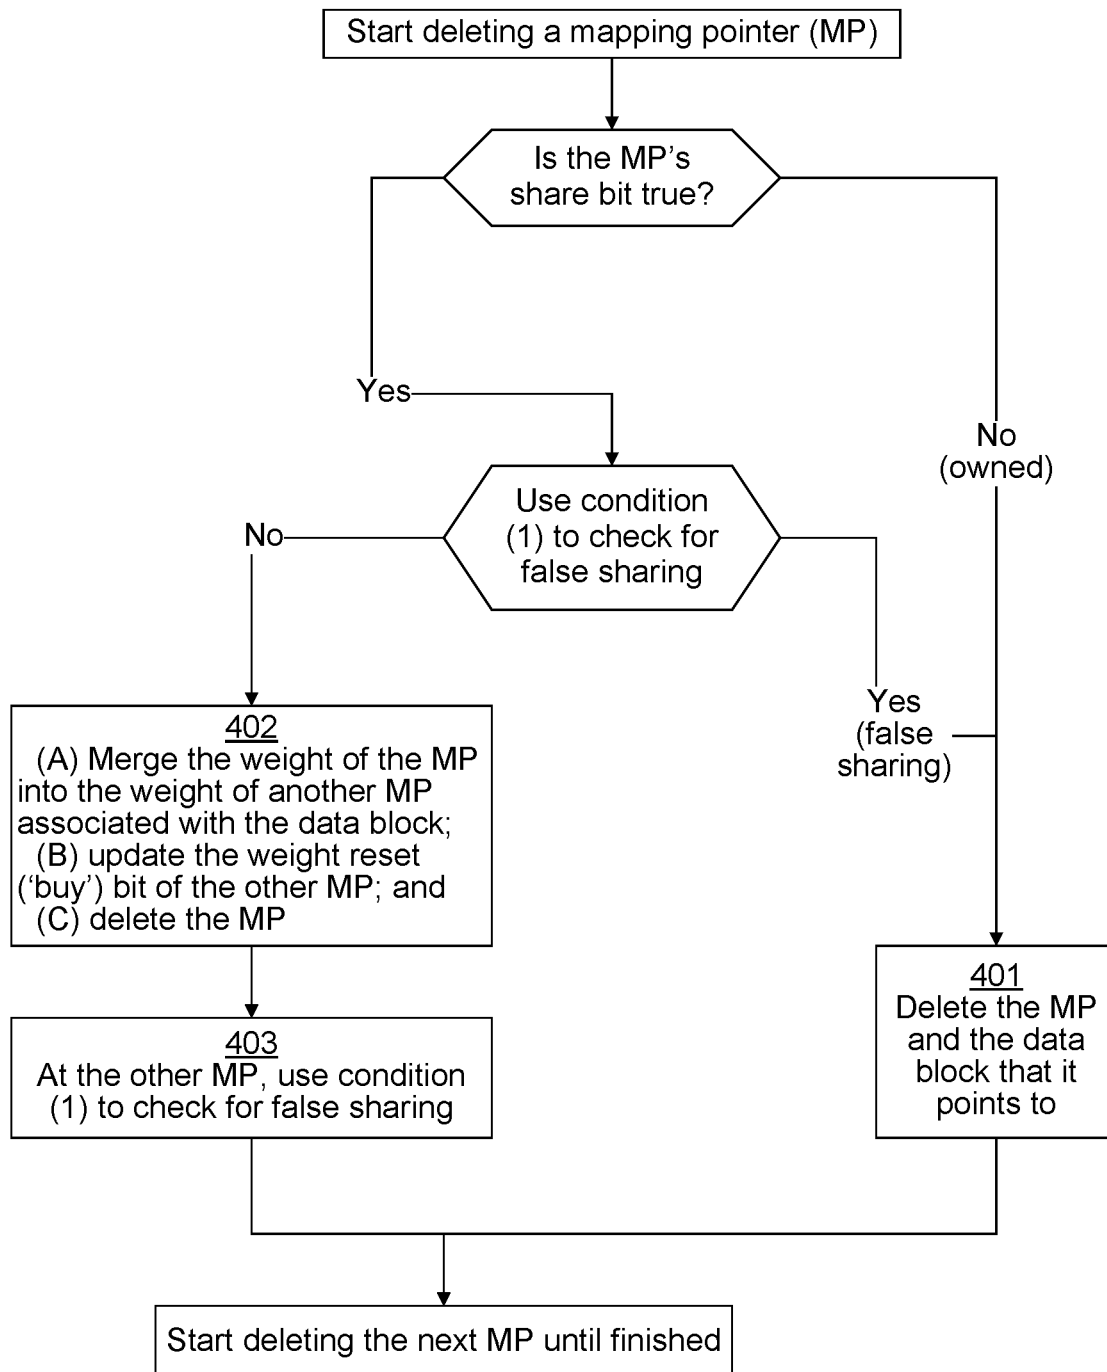 Start deleting a mapping pointer (MP)
Is the MP's
share bit true?
Yes
No
(owned)
Use condition
(1) to check for
false sharing
No
Yes
(false
sharing)
402
(A) Merge the weight of the MP
into the weight of another MP
associated with the data block;
(B) update the weight reset
('buy') bit of the other MP; and
(C) delete the MP
401
Delete the MP
and the data
block that it
points to
403
At the other MP, use condition
(1) to check for false sharing
Start deleting the next MP until finished